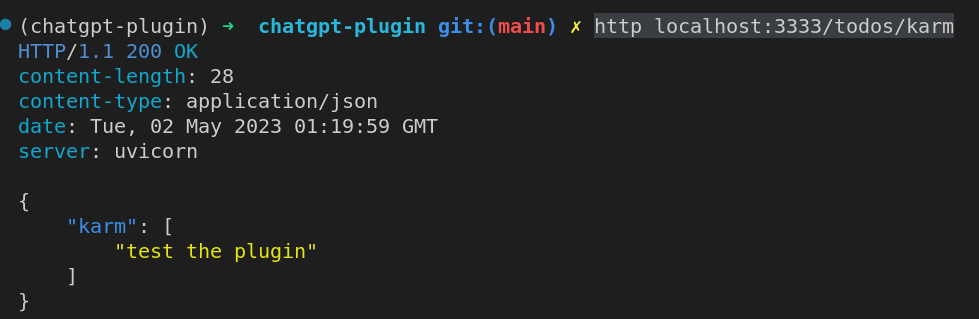 (chatgpt-plugin) ➜  chatgpt-plugin git:(main) ✗ http localhost:3333/todos/karm
HTTP/1.1 200 OK
content-length: 28
content-type: application/json
date: Tue, 02 May 2023 01:19:59 GMT
server: uvicorn

{
    "karm": [
        "test the plugin"
    ]
}